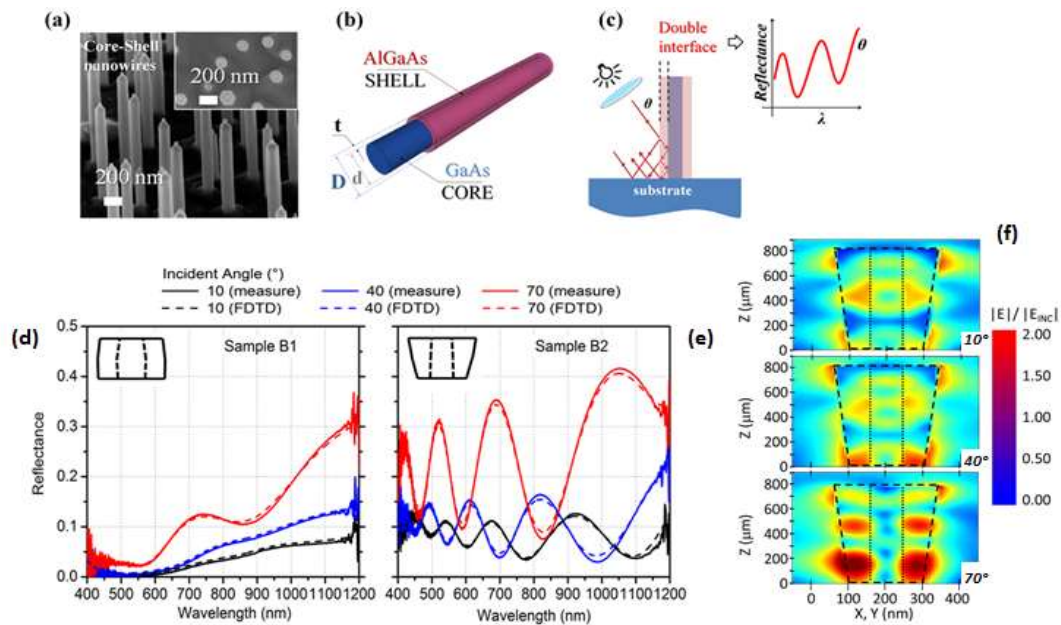 (a)
Core-Shell
nanowires
200 nm
200 nm
(b)
AlGaAs
SHELL
t
D
d
GaAs
CORE
(c)
Double
interface
θ
substrate
Reflectance
θ
λ
Incident Angle (°)
10 (measure) 40 (measure) 70 (measure)
10 (FDTD) 40 (FDTD) 70 (FDTD)
(d)
Sample B1
0.5
0.4
0.3
0.2
0.1
0.0
Reflectance
400 500 600 700 800 900 1000 1100 1200
Wavelength (nm)
(e)
Sample B2
400 500 600 700 800 900 1000 1100 1200
Wavelength (nm)
(f)
800
600
400
200
0
Z (μm)
10°
800
600
400
200
0
Z (μm)
40°
800
600
400
200
0
Z (μm)
70°
0 100 200 300 400
X, Y (nm)
|E| / |EINC|
2.00
1.50
1.00
0.50
0.00